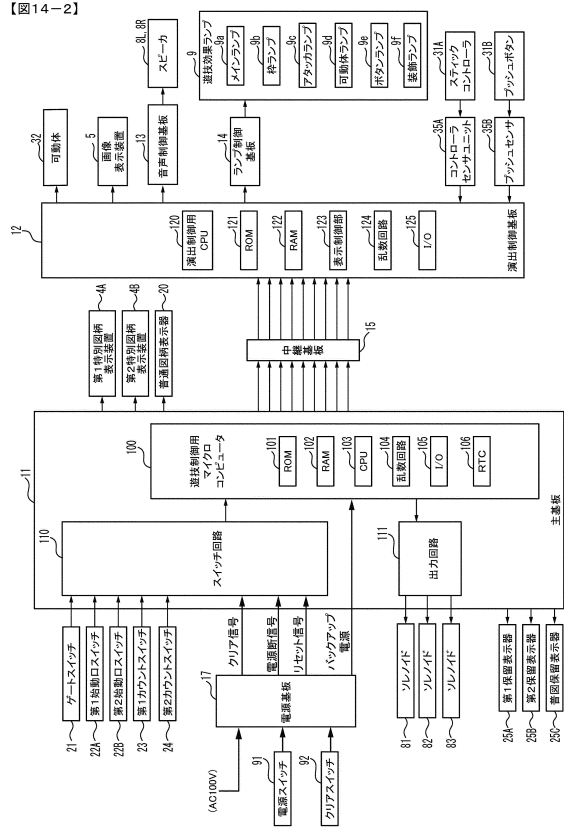 【図14-2】
32
可動体
5
画像
表示装置
13
音声制御基板
8L, 8R
スピーカ
9
遊技効果ランプ
9a
メインランプ
9b
枠ランプ
9c
アタッカランプ
9d
可動体ランプ
9e
ボタンランプ
9f
装飾ランプ
14
ランプ制御
基板
31A
スティック
コントローラ
31B
プッシュボタン
35A
コントローラ
センサユニット
35B
プッシュセンサ
12
120
演出制御用
CPU
121
ROM
122
RAM
123
表示制御部
124
乱数回路
125
I/O
演出制御基板
4A
第1特別図柄
表示装置
4B
第2特別図柄
表示装置
20
普通図柄表示器
中継基板
15
11
100
遊技制御用
マイクロ
コンピュータ
101
ROM
102
RAM
103
CPU
104
乱数回路
105
I/O
106
RTC
主基板
110
スイッチ回路
111
出力回路
クリア信号
電源断信号
リセット信号
バックアップ
電源
ゲートスイッチ
21
第1始動口スイッチ
22A
第2始動口スイッチ
22B
第1カウントスイッチ
23
第2カウントスイッチ
24
17
電源基板
(AC100V)
91
電源スイッチ
92
クリアスイッチ
ソレノイド
81
ソレノイド
82
ソレノイド
83
第1保留表示器
25A
第2保留表示器
25B
普図保留表示器
25C